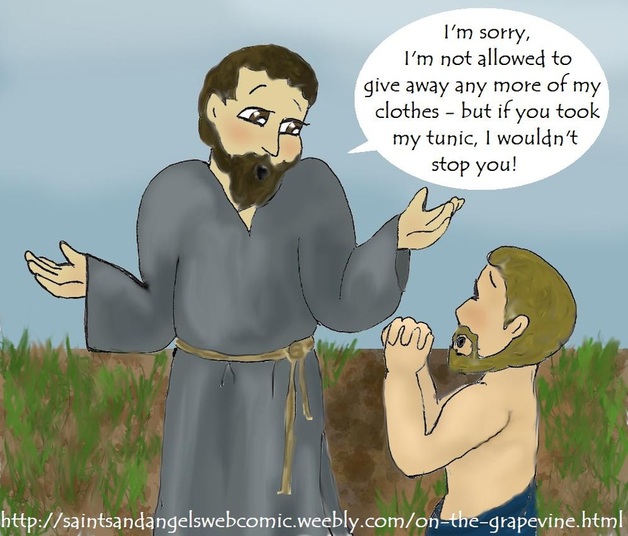 I'm sorry,
I'm not allowed to
give away any more of my
clothes - but if you took
my tunic, I wouldn't
stop you!
http://saintsandangelswebcomic.weebly.com/on-the-grapevine.html